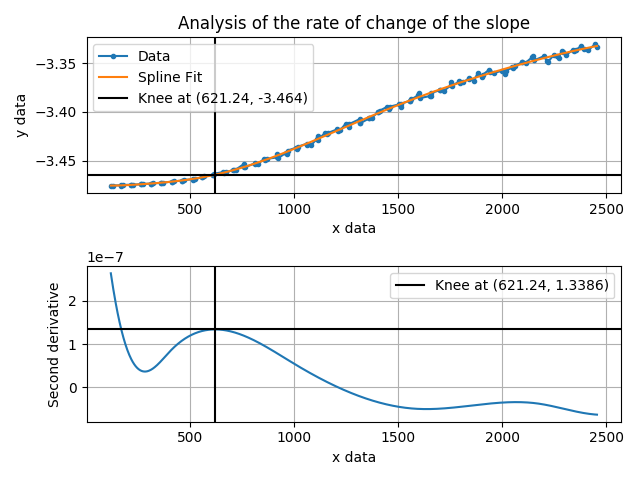 Analysis of the rate of change of the slope
Data
Spline Fit
Knee at (621.24, -3.464)
−3.35
−3.40
−3.45
y data
500
1000
1500
2000
2500
x data
1e−7
Knee at (621.24, 1.3386)
2
1
0
Second derivative
500
1000
1500
2000
2500
x data